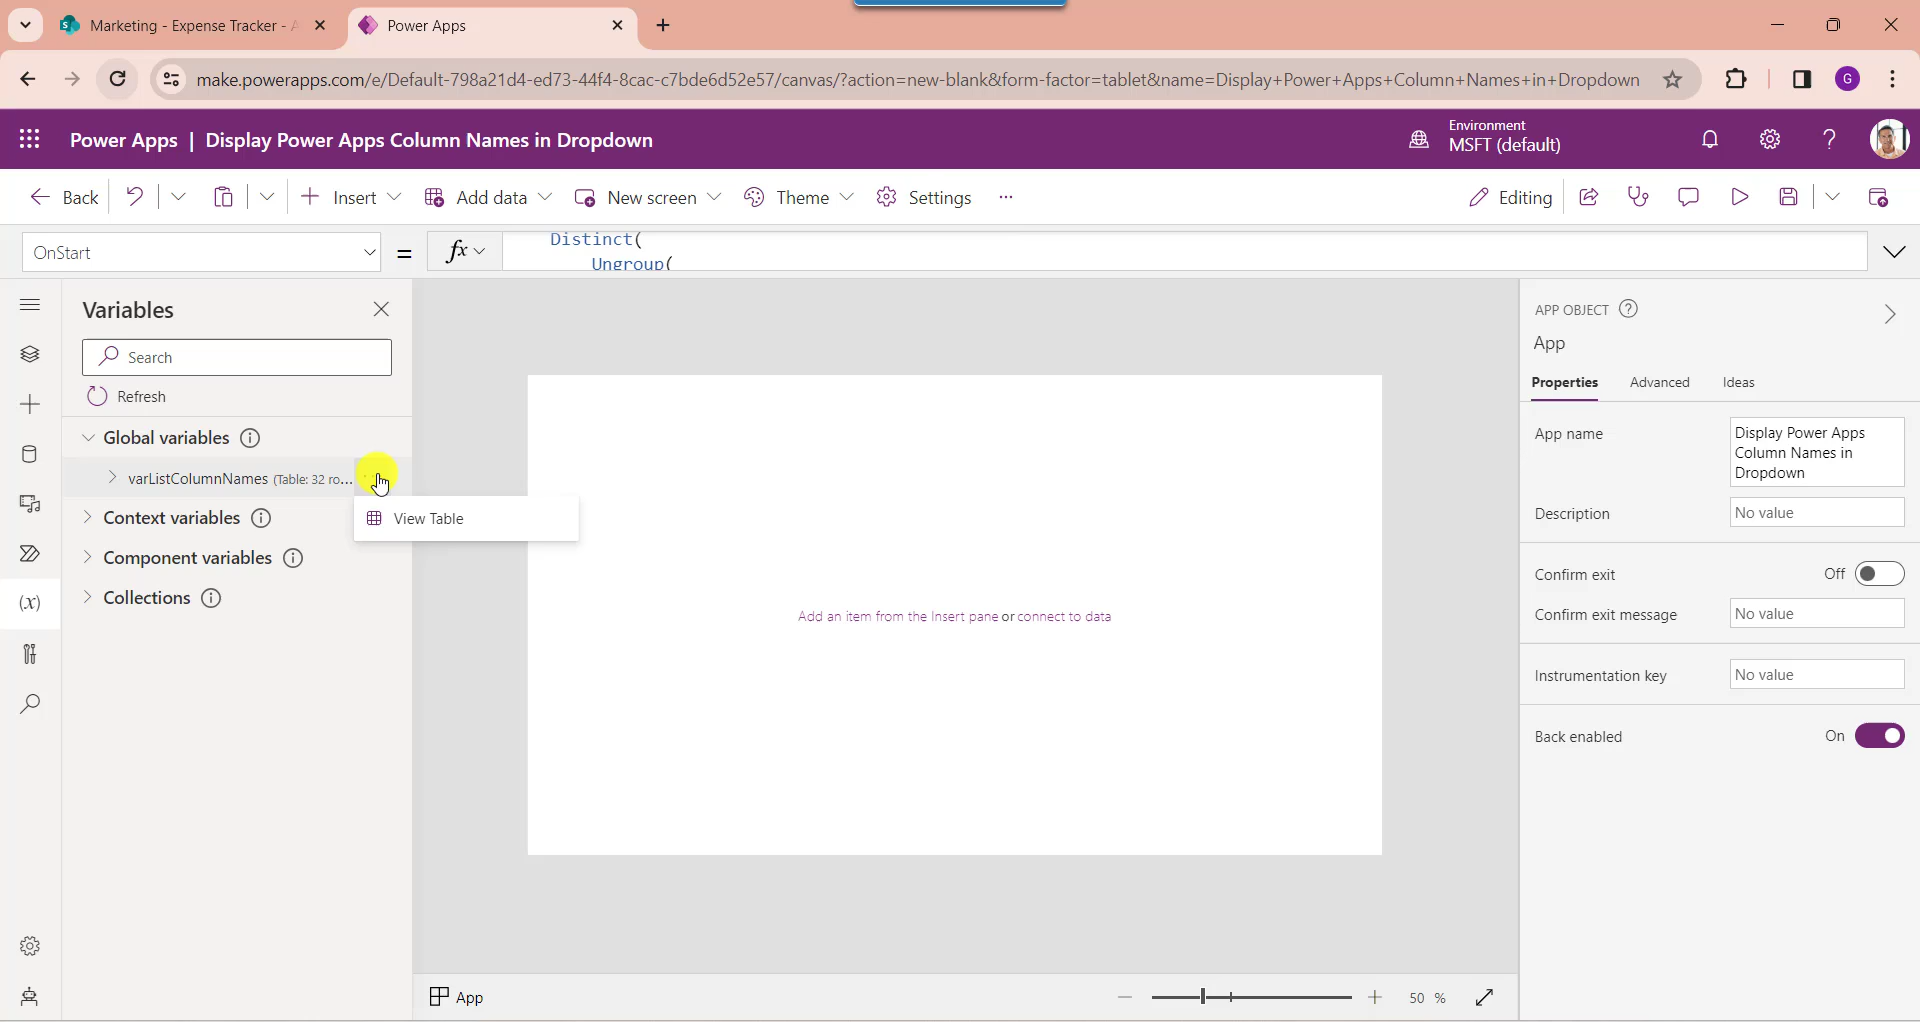 Marketing - Expense Tracker -
Power Apps
make.powerapps.com/e/Default-798a21d4-ed73-44f4-8cac-c7bde6d52e57/canvas/?action=new-blank&form-factor=tablet&name=Display+Power+Apps+Column+Names+in+Dropdown
G
Power Apps | Display Power Apps Column Names in Dropdown
Environment
MSFT (default)
Back
Insert
Add data
New screen
Theme
Settings
...
Editing
OnStart
=
fx
Distinct(
Ungroup(
Variables
Search
Refresh
Global variables
varListColumnNames (Table: 32 ro...
View Table
Context variables
Component variables
Collections
(x)
Add an item from the Insert pane or connect to data
APP OBJECT
App
Properties
Advanced
Ideas
App name
Display Power Apps
Column Names in
Dropdown
Description
No value
Confirm exit
Off
Confirm exit message
No value
Instrumentation key
No value
Back enabled
On
App
50 %